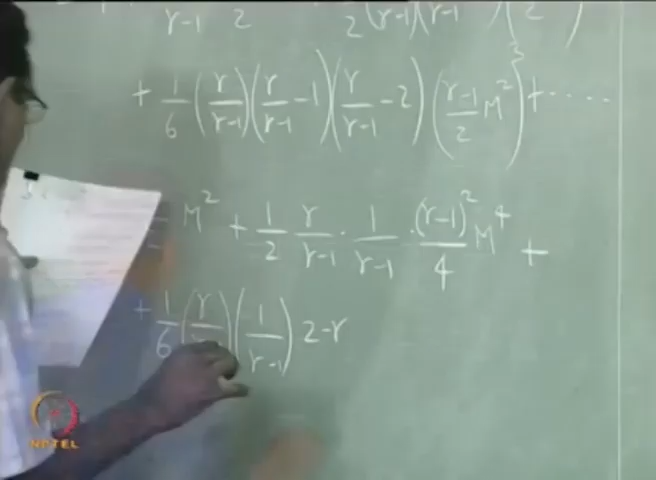 γ-1 2 2 (γ-1)(γ-1 )( 2 )
+ 1/6 (γ/(γ-1)) (γ/(γ-1) -1) (γ/(γ-1) -2) ((γ-1)/2 M²)³ + ......
M² + 1/2 γ/(γ-1) · 1/(γ-1) · (γ-1)²/4 M⁴ +
+ 1/6 (γ/ ) (1/(γ-1)) 2-γ
NPTEL